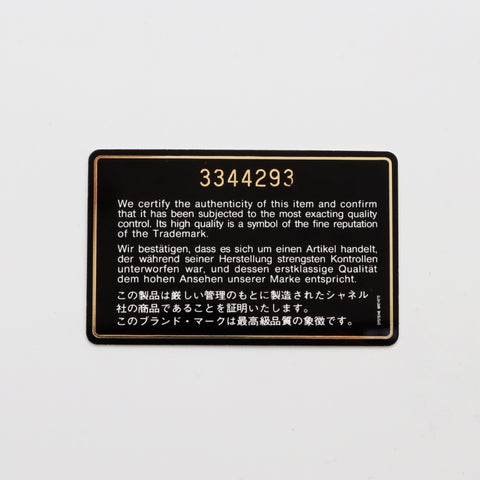 3344293
We certify the authenticity of this item and confirm
that it has been subjected to the most exacting quality
control. Its high quality is a symbol of the fine reputation
of the Trademark.
Wir bestätigen, dass es sich um einen Artikel handelt,
der während seiner Herstellung strengsten Kontrollen
unterworfen war, und dessen erstklassige Qualität
dem hohen Ansehen unserer Marke entspricht.
この製品は厳しい管理のもとに製造されたシャネル
社の商品であることを証明いたします。
このブランド・マークは最高級品質の象徴です。